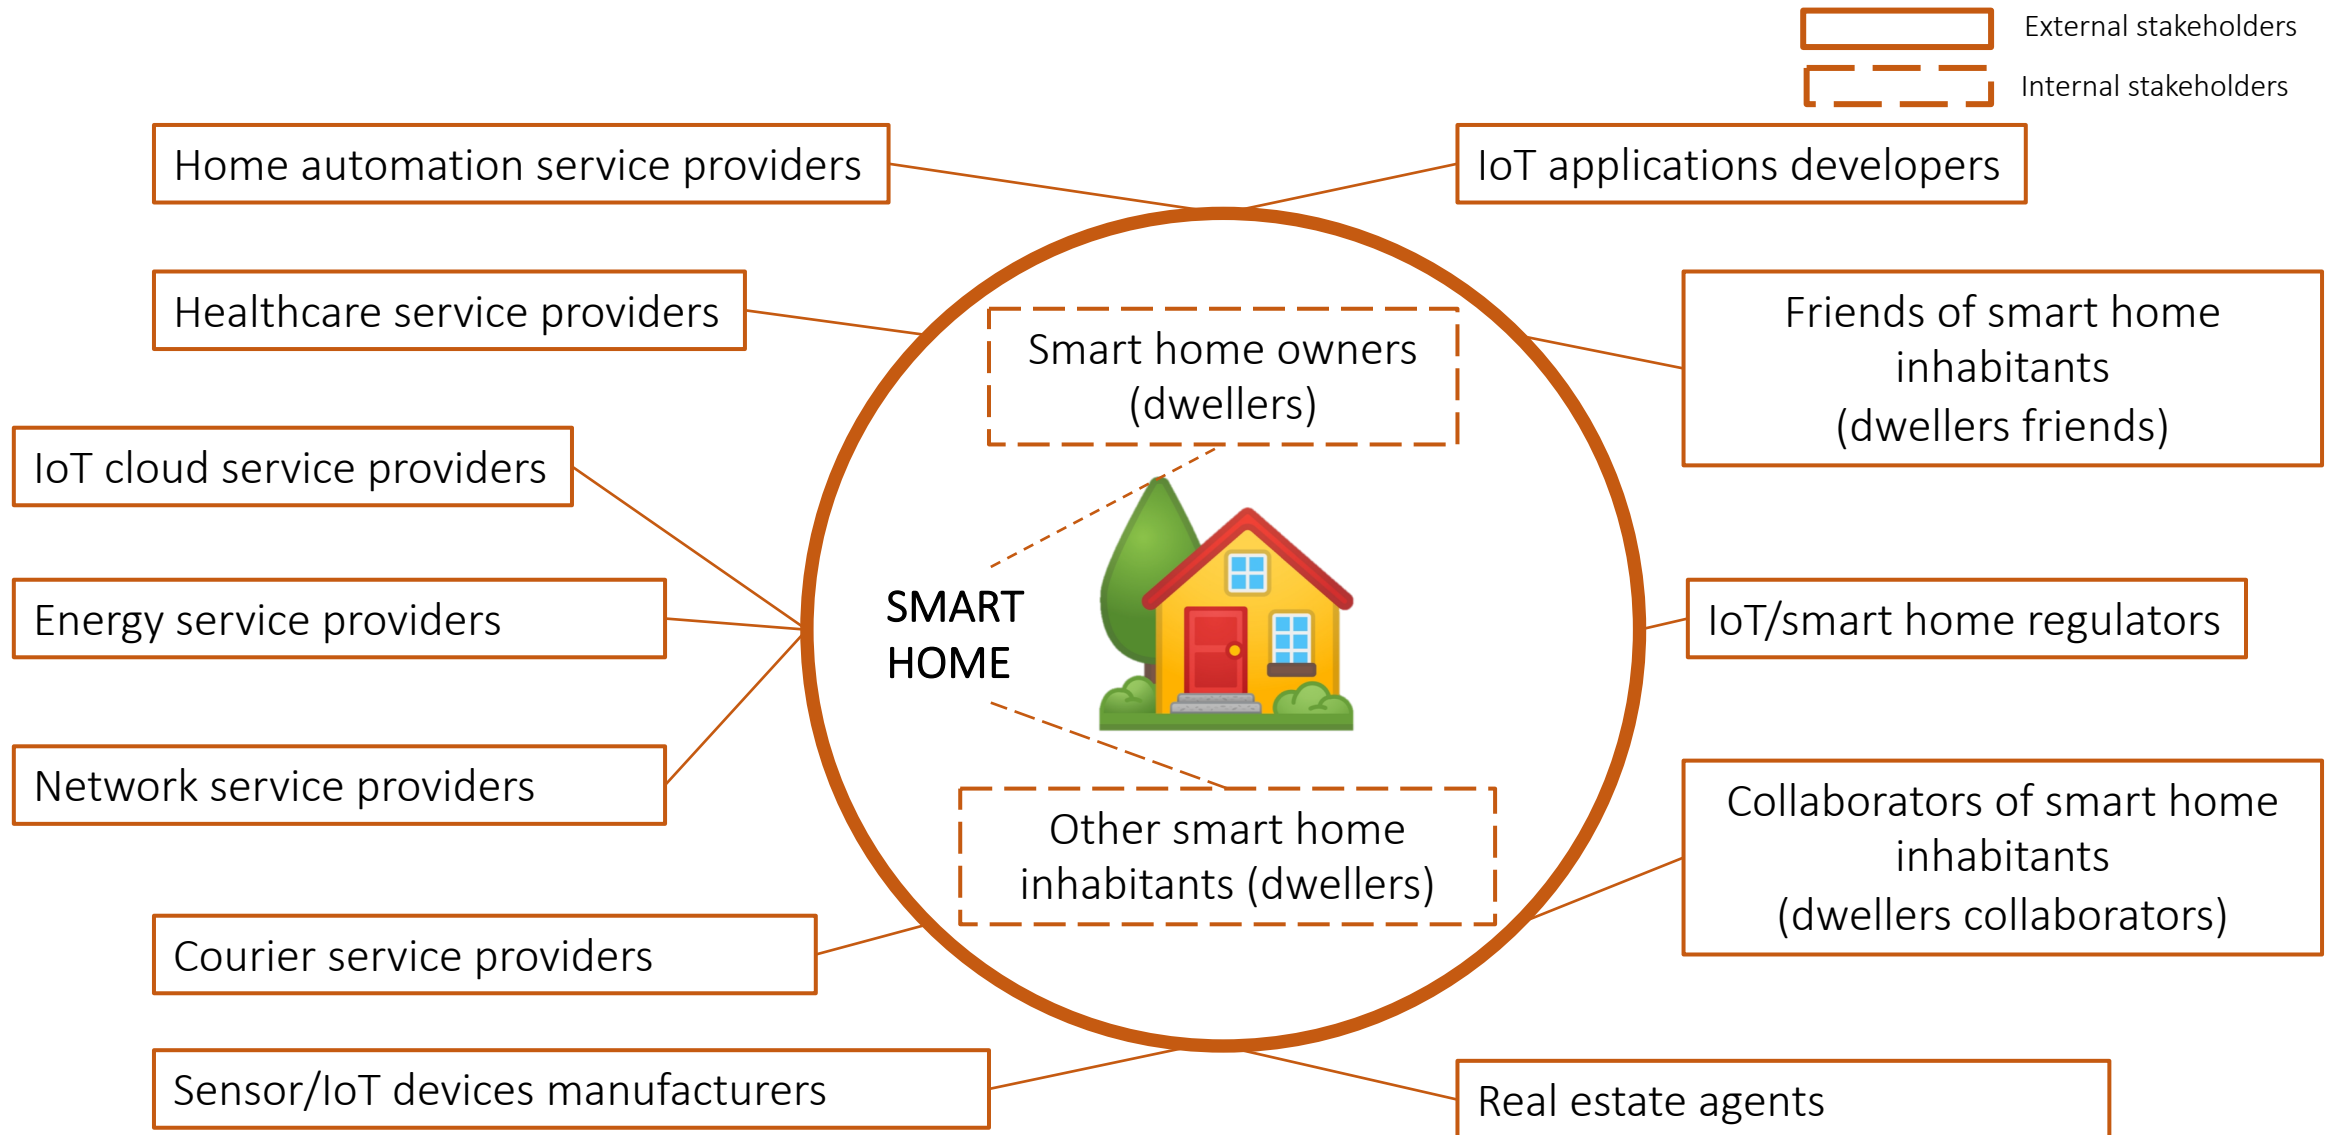 External stakeholders
Internal stakeholders
Home automation service providers
IoT applications developers
Healthcare service providers
Friends of smart home
inhabitants
(dwellers friends)
Smart home owners
(dwellers)
IoT cloud service providers
Energy service providers
SMART
HOME
IoT/smart home regulators
Network service providers
Other smart home
inhabitants (dwellers)
Collaborators of smart home
inhabitants
(dwellers collaborators)
Courier service providers
Sensor/IoT devices manufacturers
Real estate agents